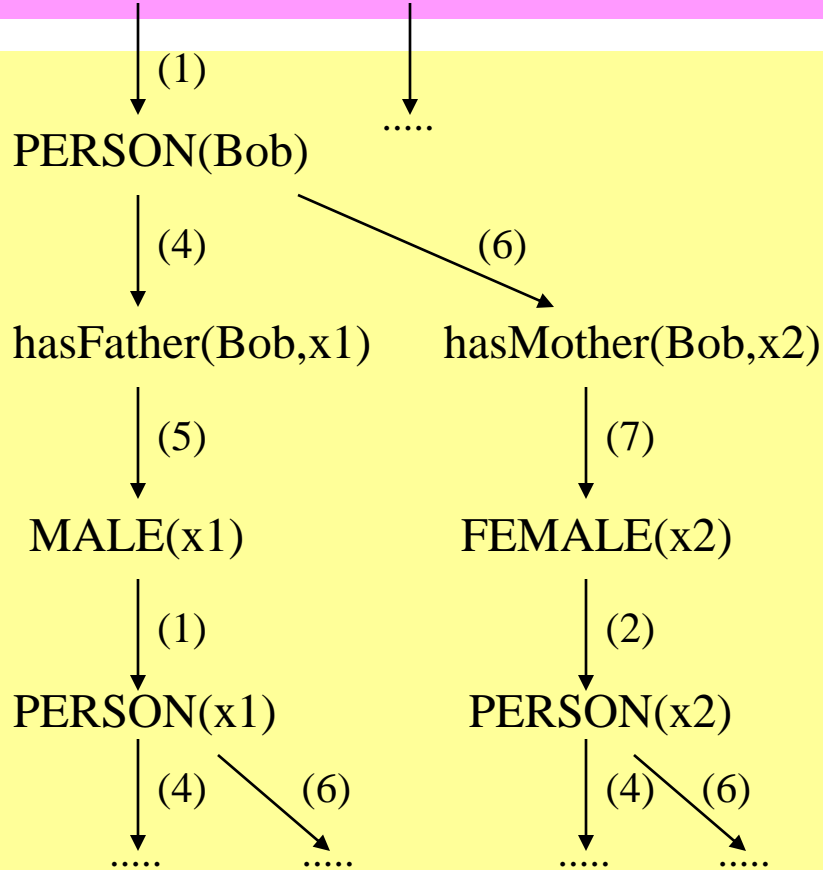 (1)
.....
PERSON(Bob)
(4) (6)
hasFather(Bob,x1) hasMother(Bob,x2)
(5) (7)
MALE(x1) FEMALE(x2)
(1) (2)
PERSON(x1) PERSON(x2)
(4) (6) (4) (6)
..... ..... ..... .....